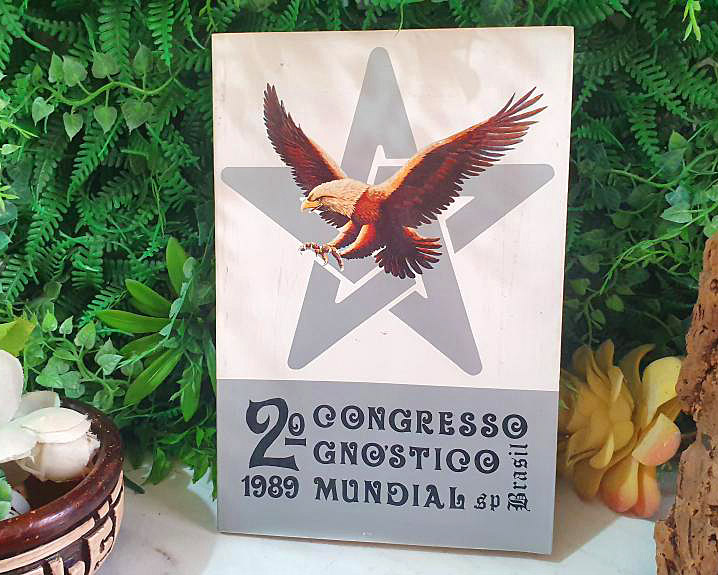 2º CONGRESSO
GNÓSTICO
1989 MUNDIAL SP Brasil